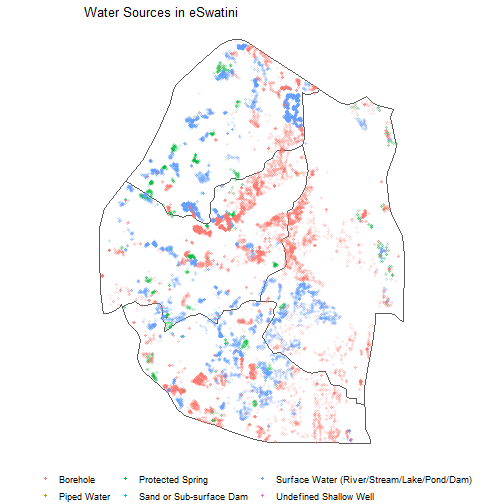 Water Sources in eSwatini
Borehole Protected Spring Surface Water (River/Stream/Lake/Pond/Dam)
Piped Water Sand or Sub-surface Dam Undefined Shallow Well